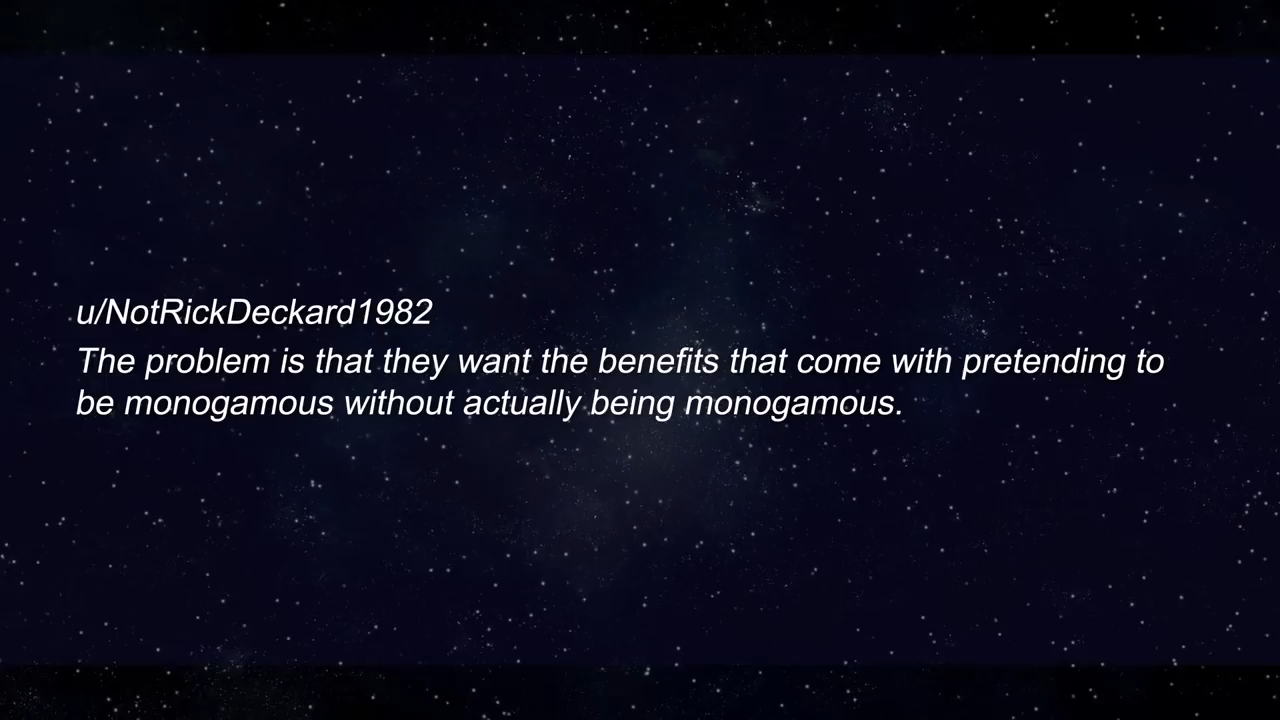 u/NotRickDeckard1982
The problem is that they want the benefits that come with pretending to
be monogamous without actually being monogamous.